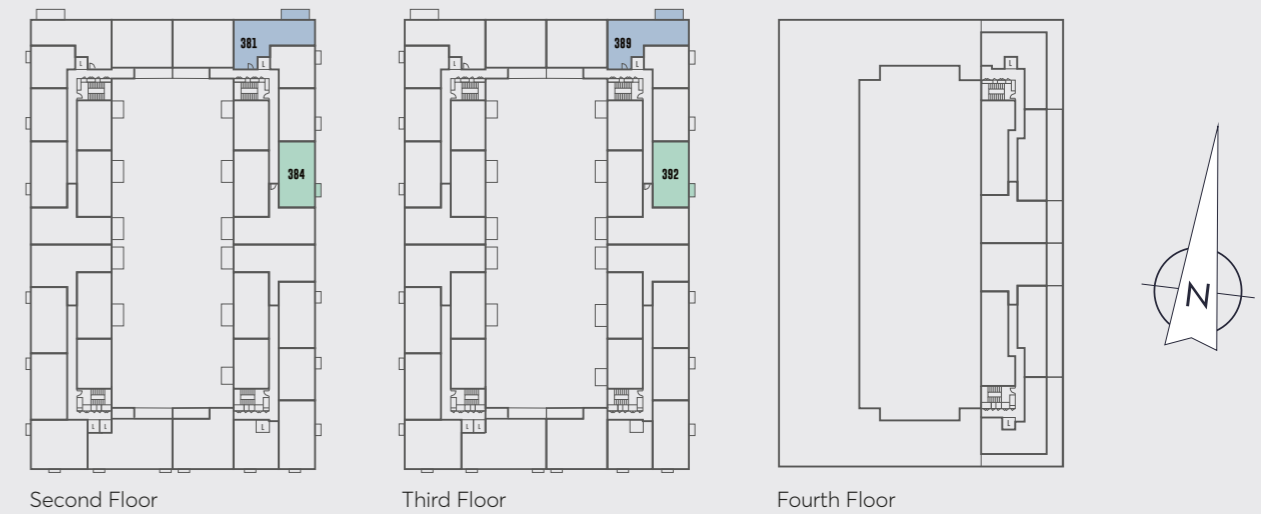 381
389
L
L
L
L
L
384
392
N
L L
L
L L
L
Second Floor
Third Floor
Fourth Floor